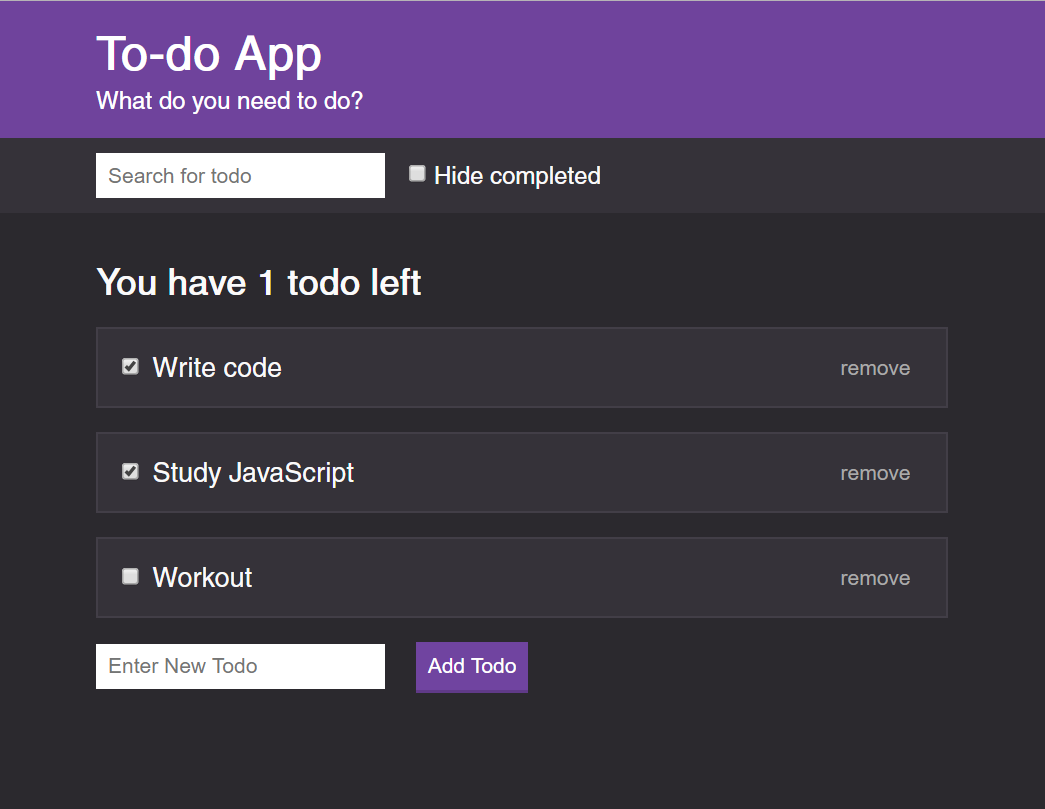 To-do App
What do you need to do?
Search for todo Hide completed
You have 1 todo left
Write code remove
Study JavaScript remove
Workout remove
Enter New Todo Add Todo